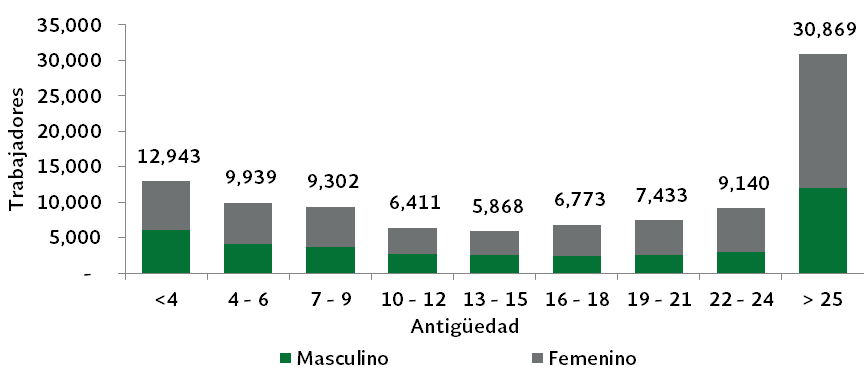 35,000
30,000
25,000
20,000
15,000
10,000
5,000
-
Trabajadores
12,943
9,939
9,302
6,411
5,868
6,773
7,433
9,140
30,869
<4
4 - 6
7 - 9
10 - 12
13 - 15
16 - 18
19 - 21
22 - 24
> 25
Antigüedad
Masculino
Femenino